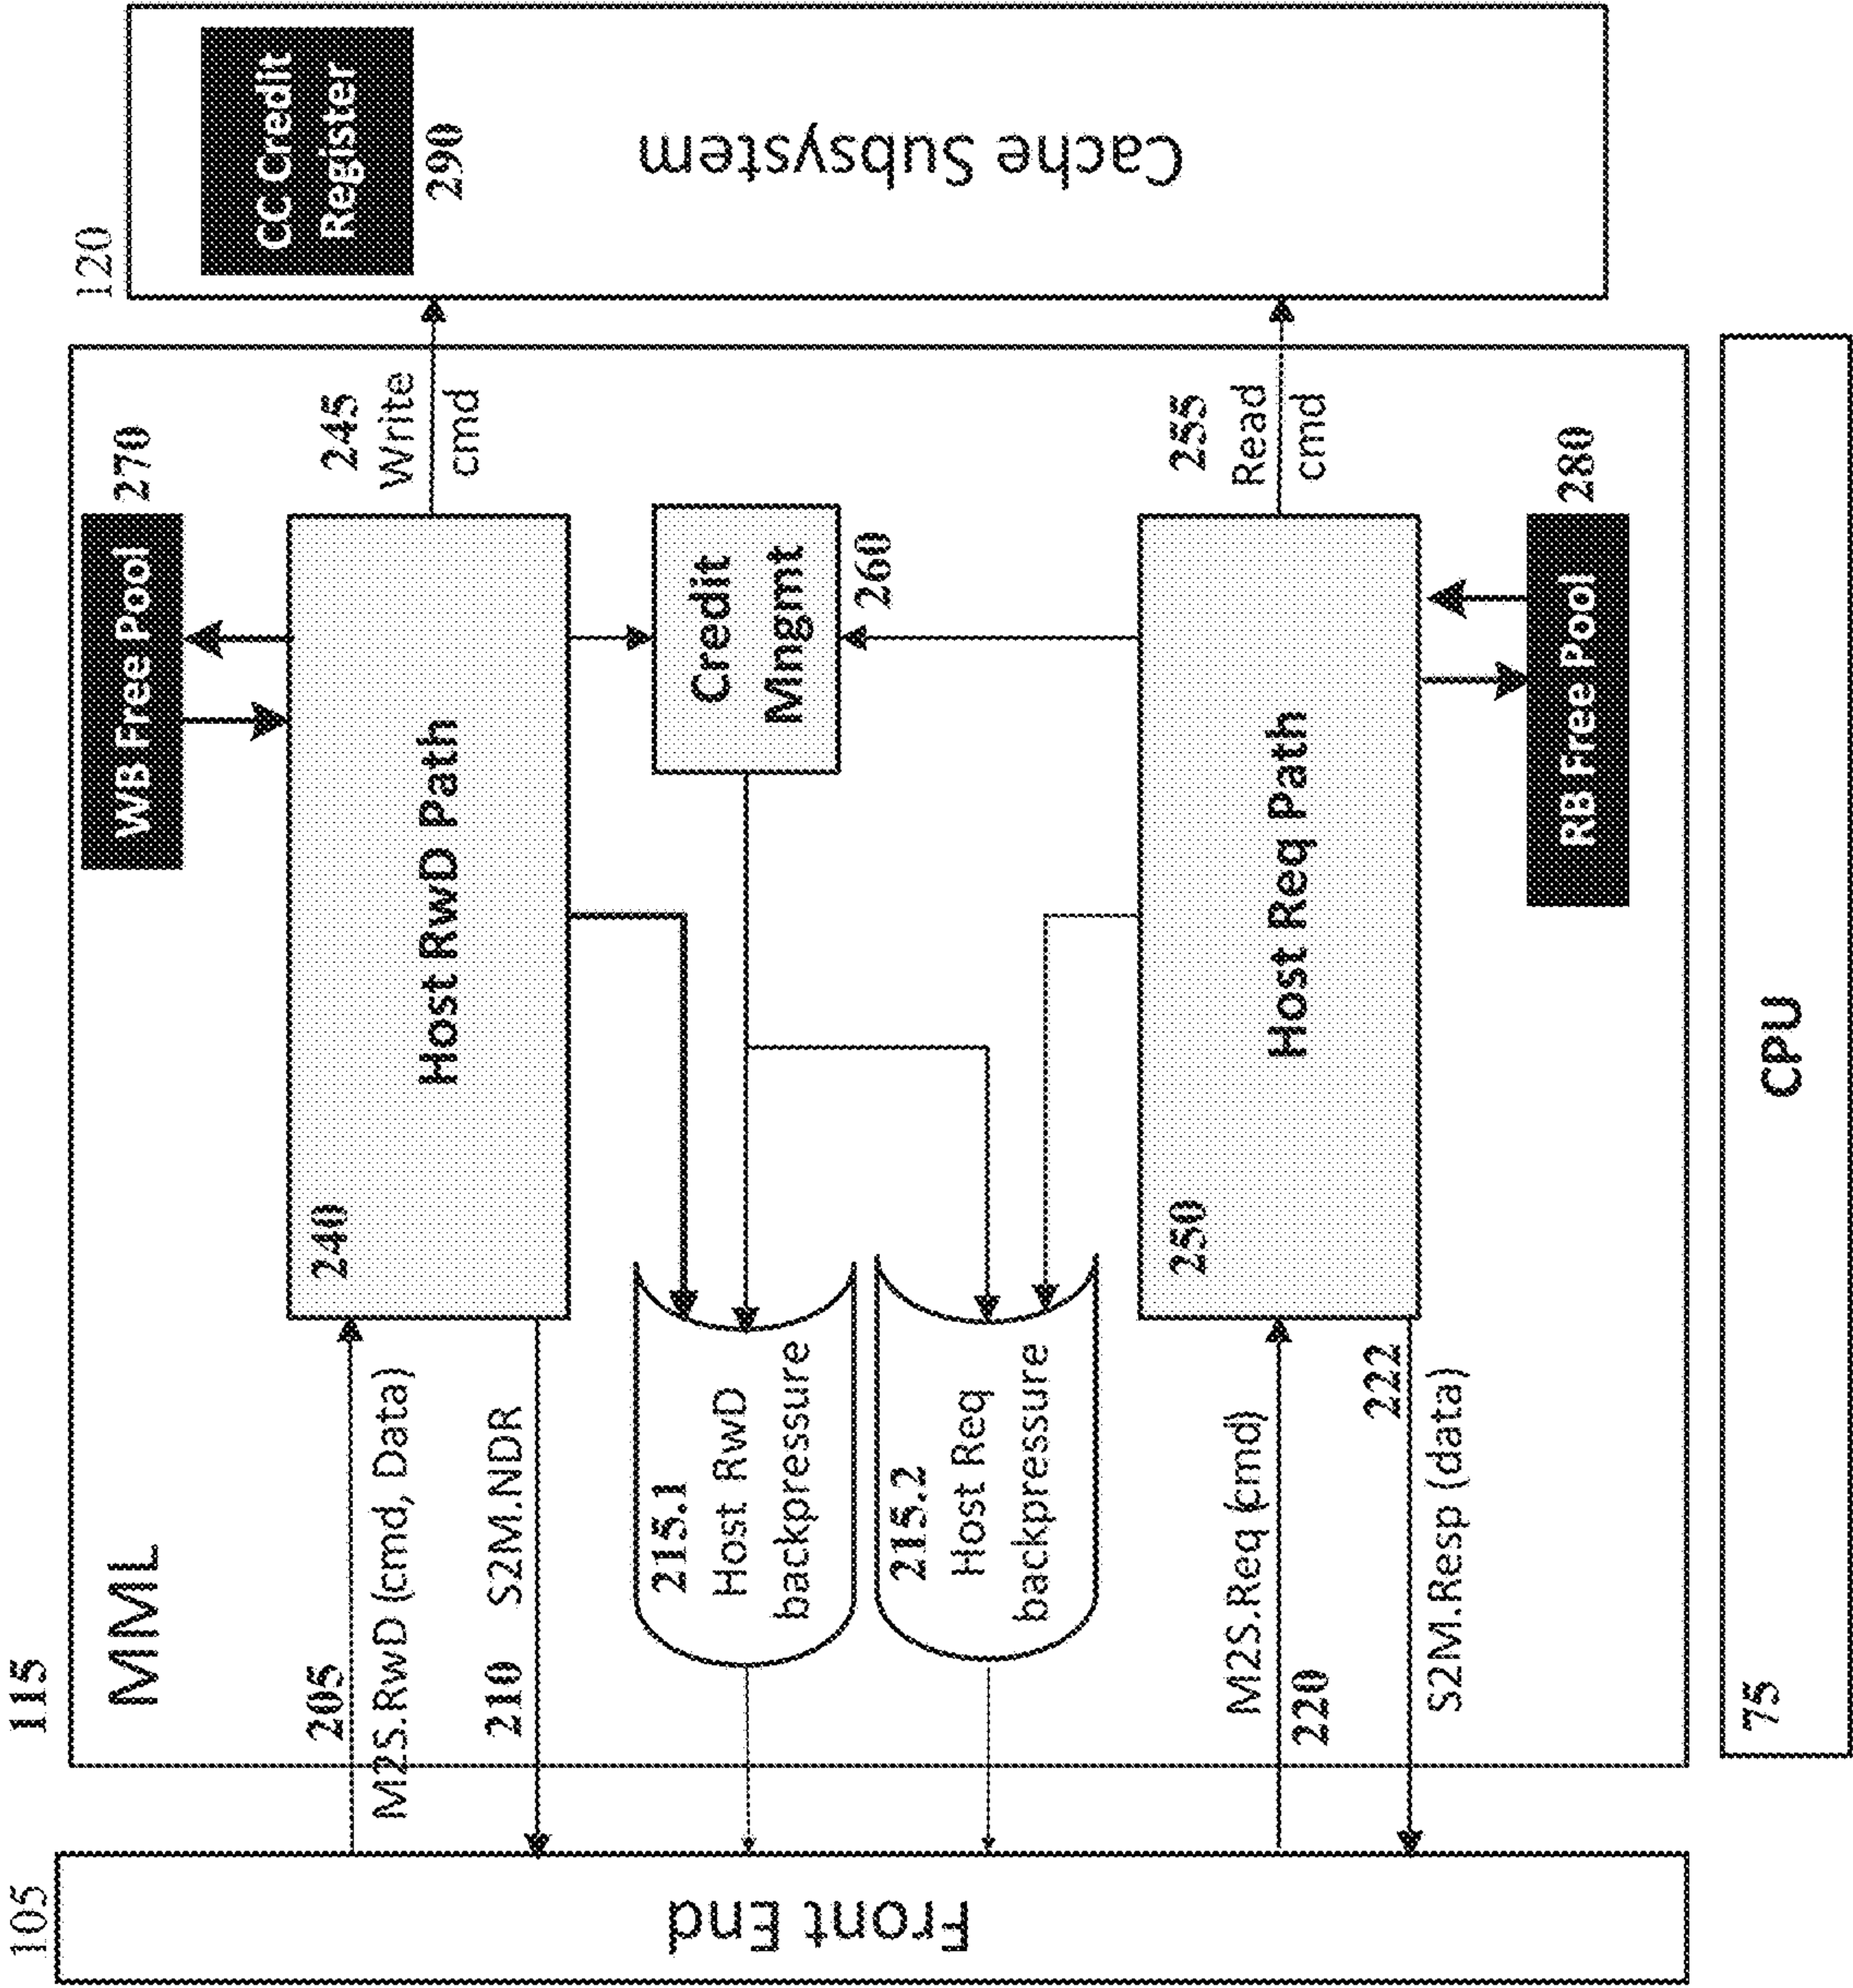 105
Front End
115
MML
205
M2S.RwD (cmd, Data)
210
S2M.NDR
215.1
Host RwD
backpressure
215.2
Host Req
backpressure
M2S.Req (cmd)
220
222
S2M.Resp (data)
240
Host RwD Path
250
Host Req Path
WB Free Pool
270
Credit
Mngmt
260
RB Free Pool
280
245
Write
cmd
255
Read
cmd
120
CC Credit
Register
290
Cache Subsystem
75
CPU